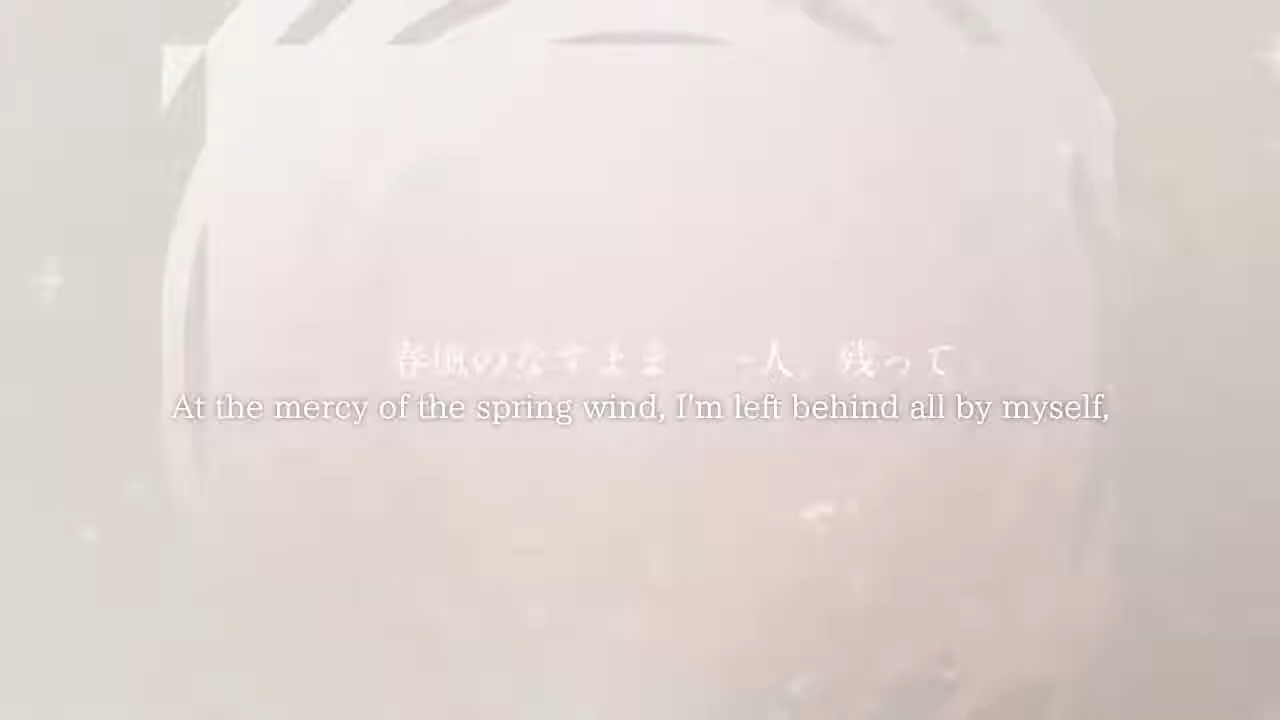 春風のなすまま 一人、残って
At the mercy of the spring wind, I'm left behind all by myself,